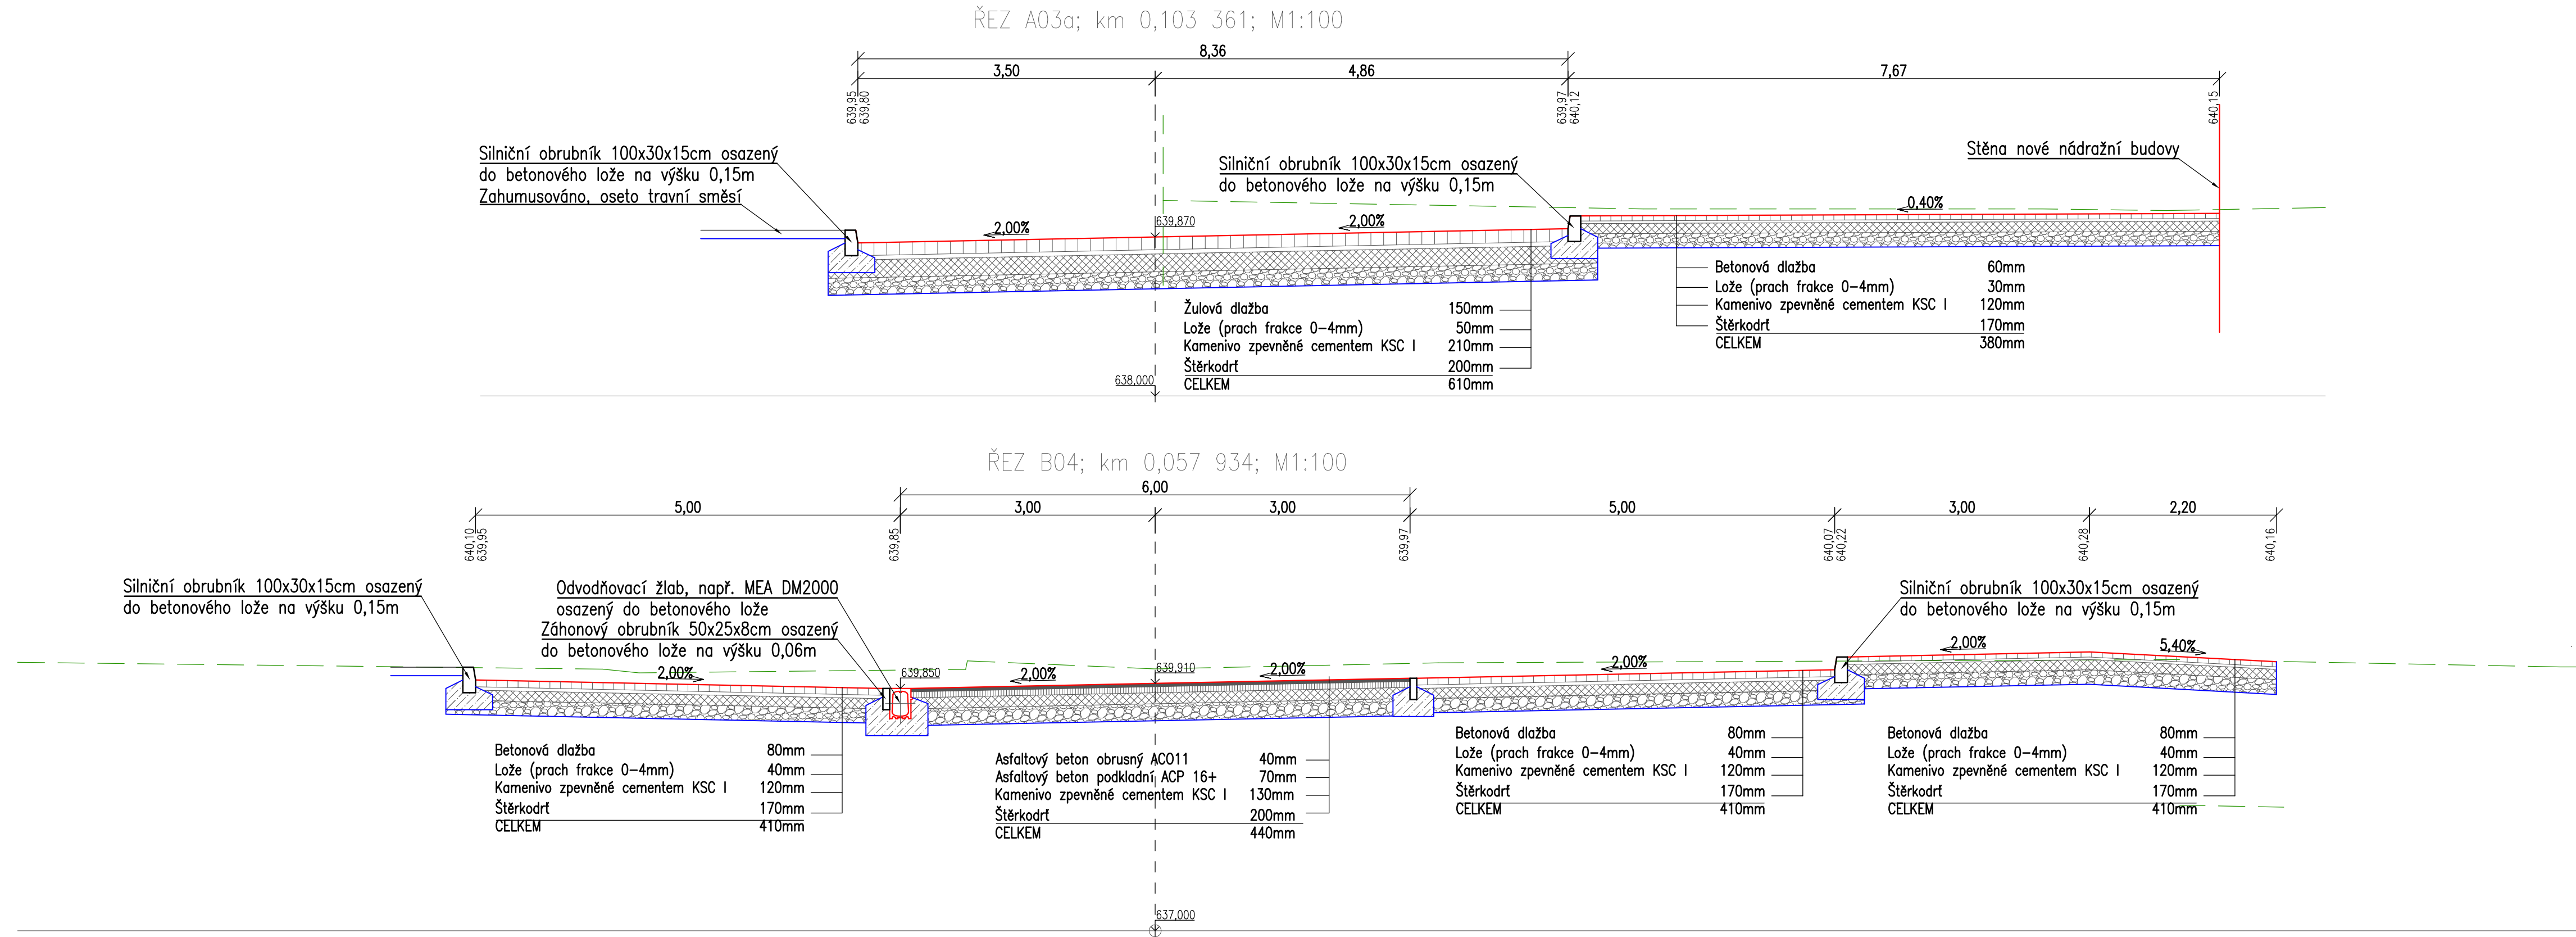 ŘEZ A03a; km 0,103 361; M1:100
8,36
3,50
4,86
7,67
639,95
639,80
639,97
640,12
640,15
Silniční obrubník 100x30x15cm osazený
do betonového lože na výšku 0,15m
Zahumusováno, oseto travní směsí
Silniční obrubník 100x30x15cm osazený
do betonového lože na výšku 0,15m
Stěna nové nádražní budovy
2,00%
639,870
2,00%
0,40%
Žulová dlažba 150mm
Lože (prach frakce 0-4mm) 50mm
Kamenivo zpevněné cementem KSC I 210mm
Štěrkodrť 200mm
CELKEM 610mm
Betonová dlažba 60mm
Lože (prach frakce 0-4mm) 30mm
Kamenivo zpevněné cementem KSC I 120mm
Štěrkodrť 170mm
CELKEM 380mm
638,000
ŘEZ B04; km 0,057 934; M1:100
6,00
5,00
3,00
3,00
5,00
3,00
2,20
640,10
639,95
639,85
639,97
640,07
640,22
640,28
640,16
Silniční obrubník 100x30x15cm osazený
do betonového lože na výšku 0,15m
Odvodňovací žlab, např. MEA DM2000
osazený do betonového lože
Záhonový obrubník 50x25x8cm osazený
do betonového lože na výšku 0,06m
Silniční obrubník 100x30x15cm osazený
do betonového lože na výšku 0,15m
2,00%
639,850
2,00%
639,910
2,00%
2,00%
2,00%
5,40%
Betonová dlažba 80mm
Lože (prach frakce 0-4mm) 40mm
Kamenivo zpevněné cementem KSC I 120mm
Štěrkodrť 170mm
CELKEM 410mm
Asfaltový beton obrusný ACO11 40mm
Asfaltový beton podkladní ACP 16+ 70mm
Kamenivo zpevněné cementem KSC I 130mm
Štěrkodrť 200mm
CELKEM 440mm
Betonová dlažba 80mm
Lože (prach frakce 0-4mm) 40mm
Kamenivo zpevněné cementem KSC I 120mm
Štěrkodrť 170mm
CELKEM 410mm
Betonová dlažba 80mm
Lože (prach frakce 0-4mm) 40mm
Kamenivo zpevněné cementem KSC I 120mm
Štěrkodrť 170mm
CELKEM 410mm
637,000